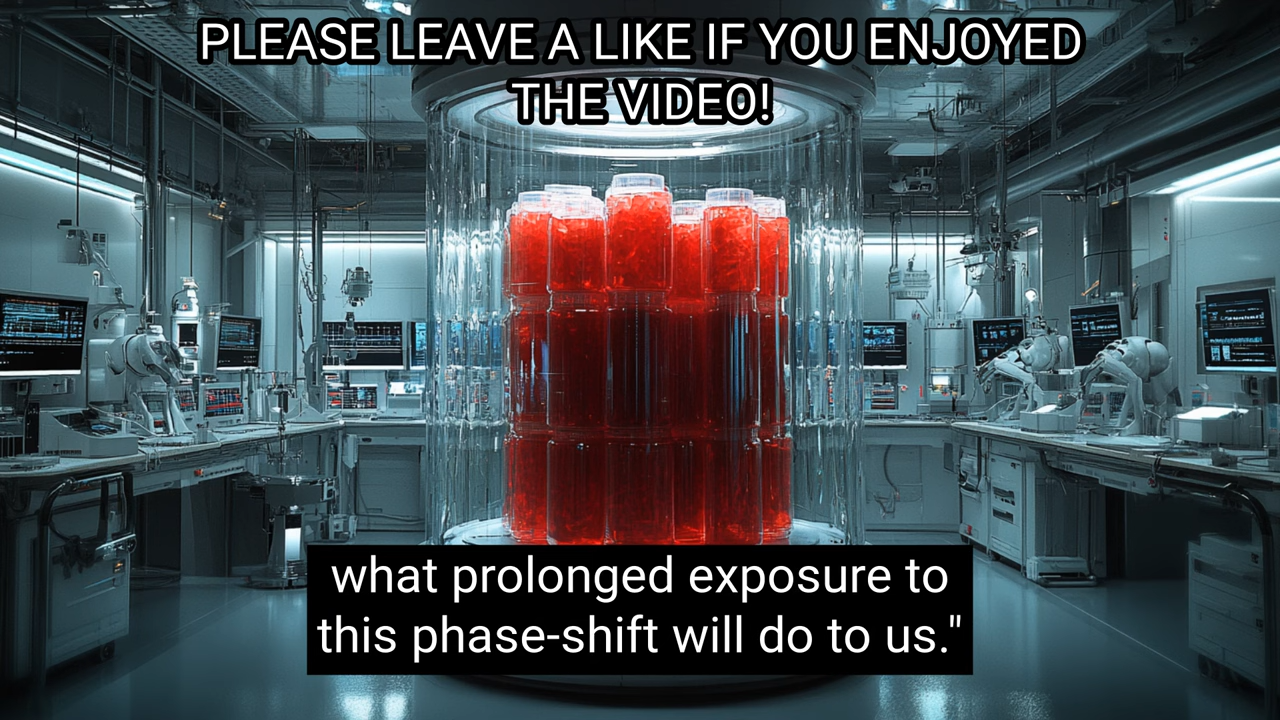 PLEASE LEAVE A LIKE IF YOU ENJOYED
THE VIDEO!
what prolonged exposure to
this phase-shift will do to us."